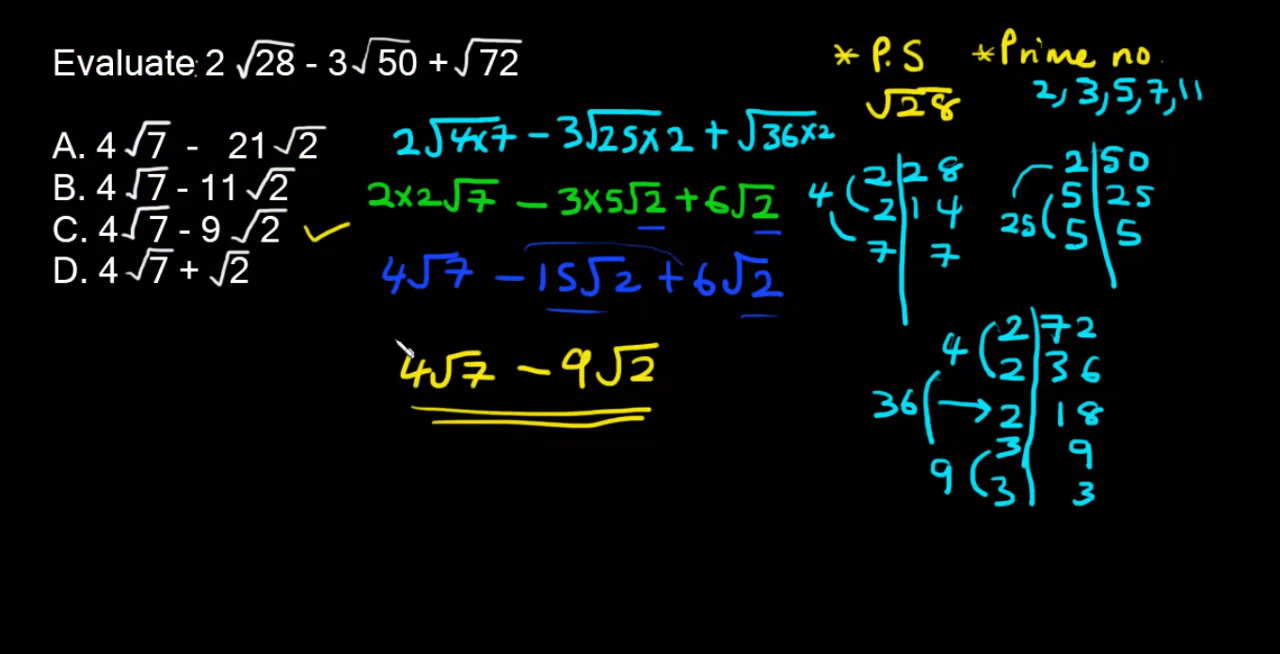 Evaluate: 2 √28 - 3√50 + √72
A. 4 √7 - 21√2
B. 4 √7 - 11√2
C. 4√7 - 9 √2 ✓
D. 4 √7 + √2
2√4x7 - 3√25x2 + √36x2
2x2√7 - 3x5√2 + 6√2
4√7 - 15√2 + 6√2
4√7 - 9√2
* P.S
√28
* Prime no.
2, 3, 5, 7, 11
2 | 28
4 ( 2 | 14
7 | 7
2 | 50
5 | 25
25 ( 5 | 5
2 | 72
4 ( 2 | 36
36 ( → 2 | 18
3 | 9
9 ( 3 | 3